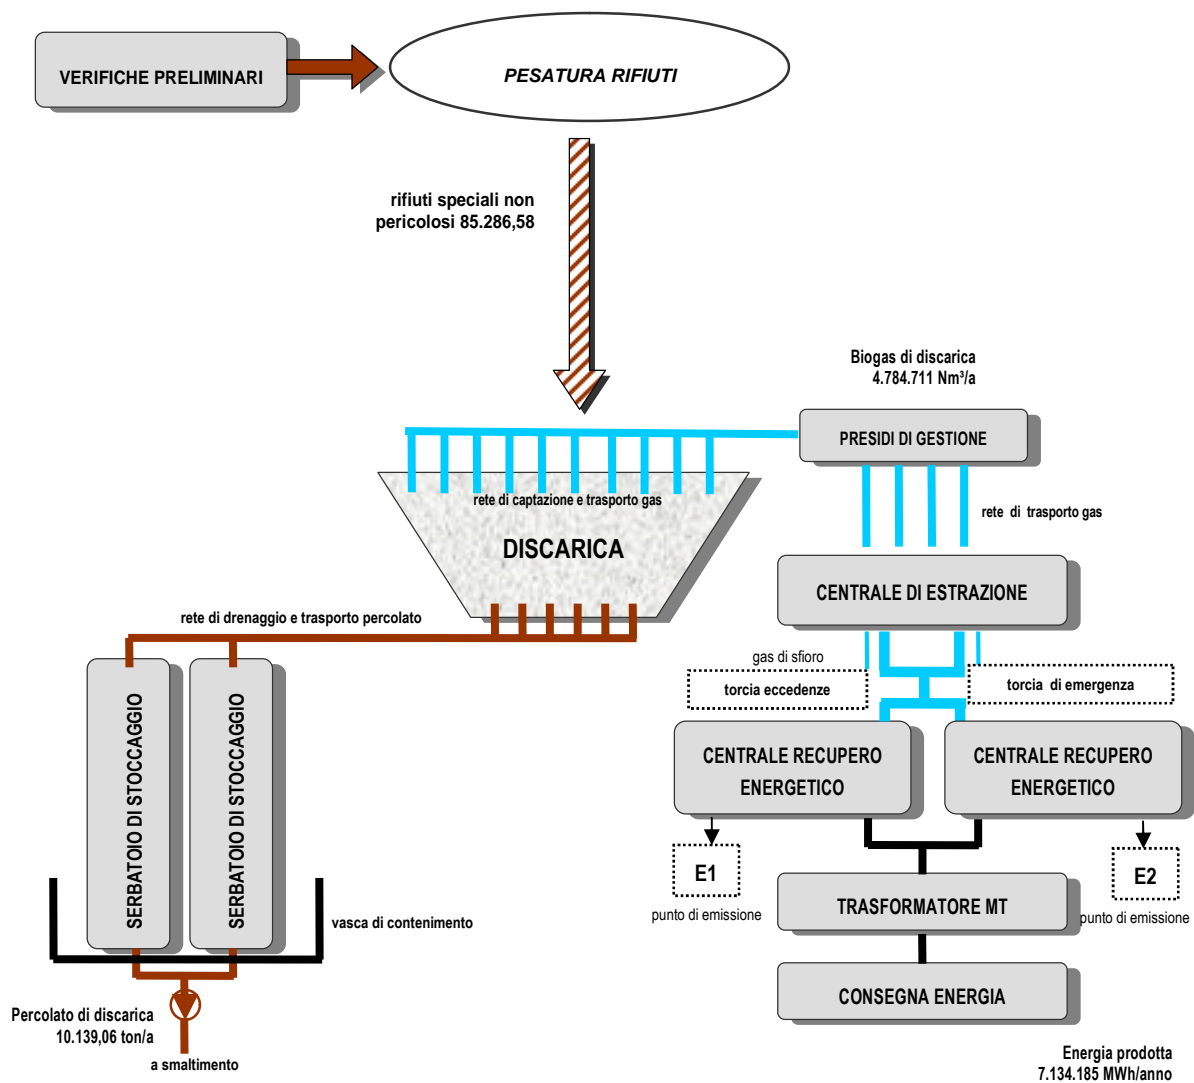 VERIFICHE PRELIMINARI
PESATURA RIFIUTI
rifiuti speciali non
pericolosi 85.286,58
Biogas di discarica
4.784.711 Nm³/a
PRESIDI DI GESTIONE
rete di captazione e trasporto gas
rete di trasporto gas
DISCARICA
CENTRALE DI ESTRAZIONE
rete di drenaggio e trasporto percolato
gas di sfioro
torcia eccedenze
torcia di emergenza
SERBATOIO DI STOCCAGGIO
SERBATOIO DI STOCCAGGIO
CENTRALE RECUPERO
ENERGETICO
CENTRALE RECUPERO
ENERGETICO
E1
E2
punto di emissione
punto di emissione
TRASFORMATORE MT
vasca di contenimento
CONSEGNA ENERGIA
Percolato di discarica
10.139,06 ton/a
a smaltimento
Energia prodotta
7.134.185 MWh/anno